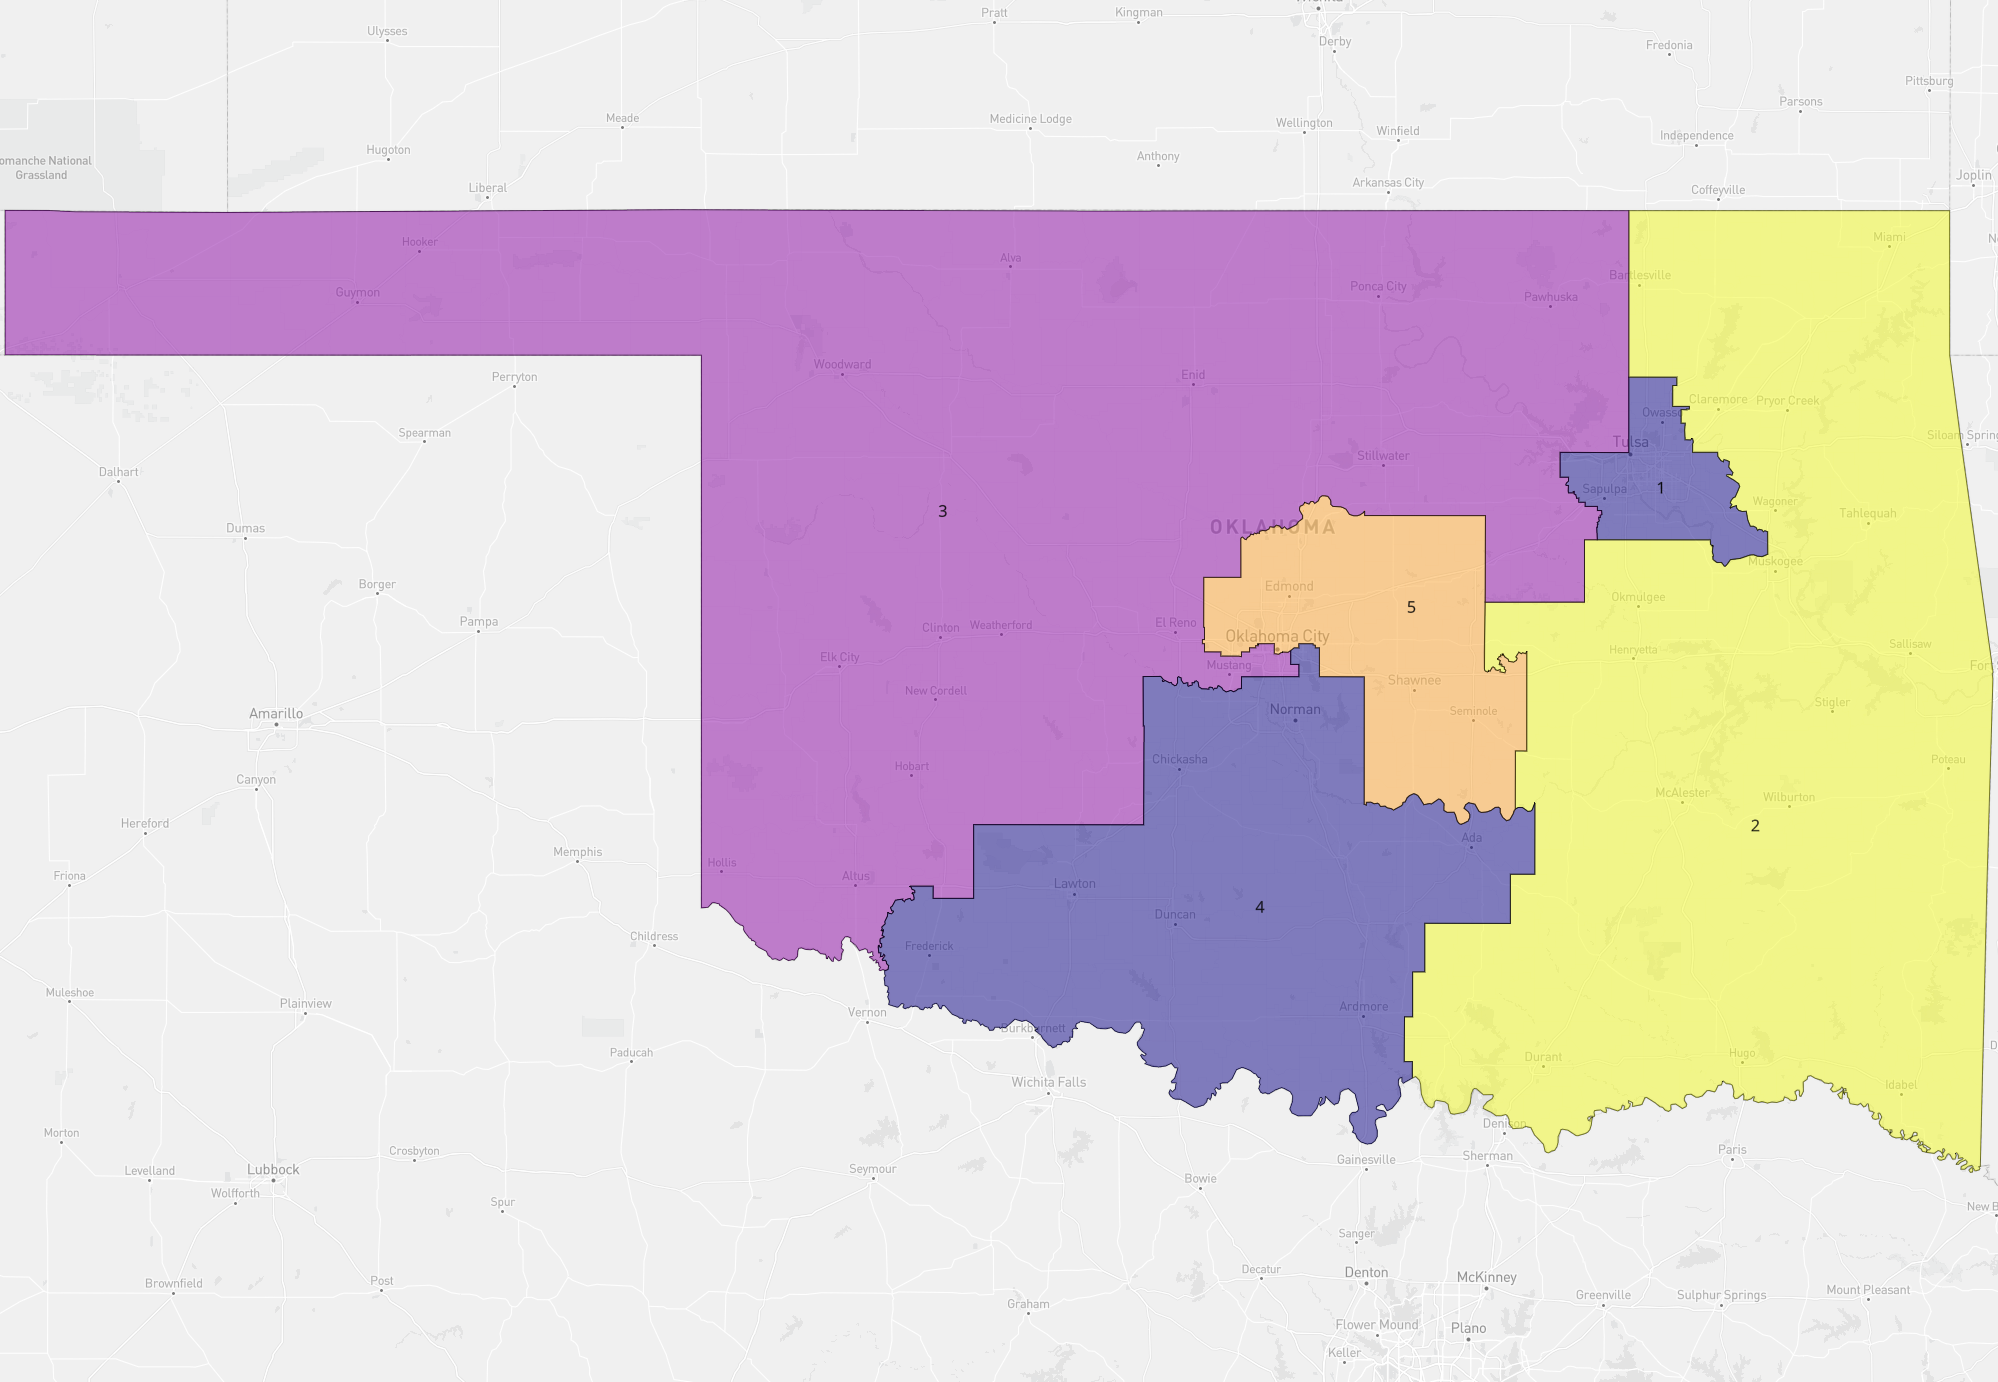 Pratt
Kingman
Ulysses
Derby
Fredonia
Pittsburg
Meade
Medicine Lodge
Wellington
Winfield
Parsons
Independence
Hugoton
Anthony
omanche National
Grassland
Liberal
Arkansas City
Coffeyville
Joplin
Hooker
Alva
Miami
Guymon
Ponca City
Pawhuska
Bartlesville
Perryton
Woodward
Enid
Claremore
Pryor Creek
Owasso
Spearman
Tulsa
Siloam Spring
Dalhart
Stillwater
Sapulpa
1
Wagoner
3
OKLAHOMA
Tahlequah
Dumas
Muskogee
Borger
Edmond
5
Okmulgee
Pampa
Clinton
Weatherford
El Reno
Oklahoma City
Henryetta
Sallisaw
Elk City
Mustang
Fort
New Cordell
Shawnee
Amarillo
Norman
Seminole
Stigler
Hobart
Chickasha
Poteau
Canyon
McAlester
Wilburton
Hereford
2
Ada
Memphis
Hollis
Friona
Altus
Lawton
4
Duncan
Childress
Frederick
Muleshoe
Plainview
Vernon
Ardmore
Burkburnett
Paducah
Durant
Hugo
Wichita Falls
Idabel
Denison
Morton
Crosbyton
Paris
Levelland
Lubbock
Seymour
Gainesville
Sherman
Wolfforth
Spur
Bowie
New B
Sanger
Decatur
Denton
McKinney
Brownfield
Post
Greenville
Sulphur Springs
Mount Pleasant
Graham
Flower Mound
Plano
Keller